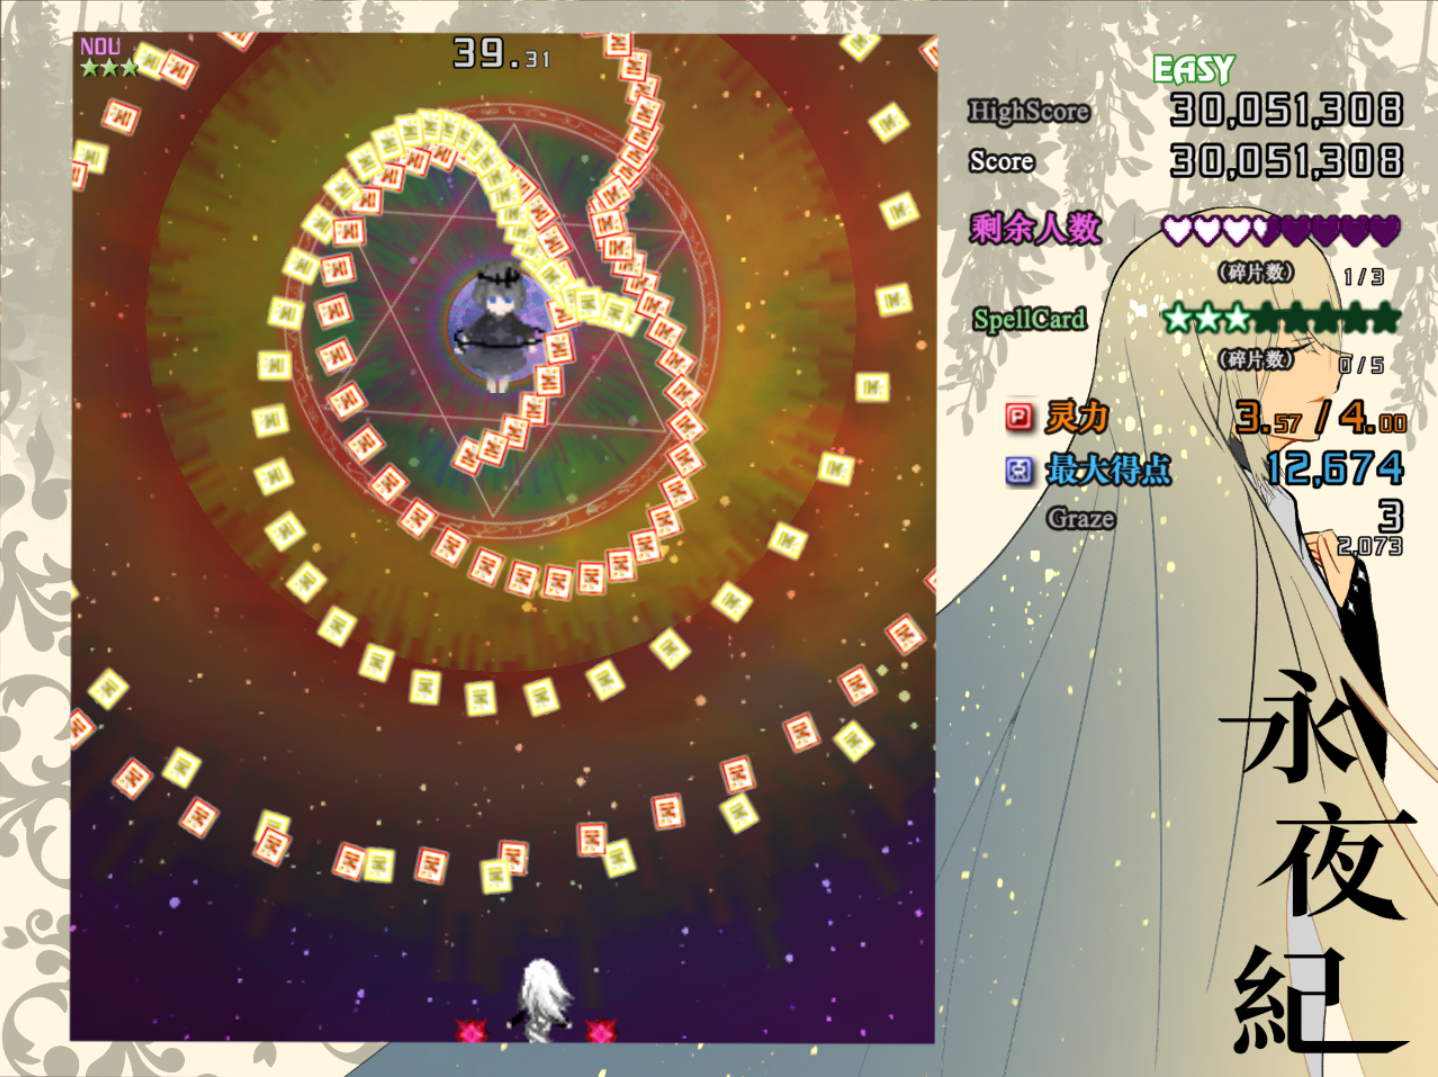 NOU
39.31
EASY
HighScore 30,051,308
Score 30,051,308
剩余人数
(碎片数) 1/3
SpellCard
(碎片数) 0/5
灵力 3.57/4.00
最大得点 12,674
Graze 3
2,073
永夜紀